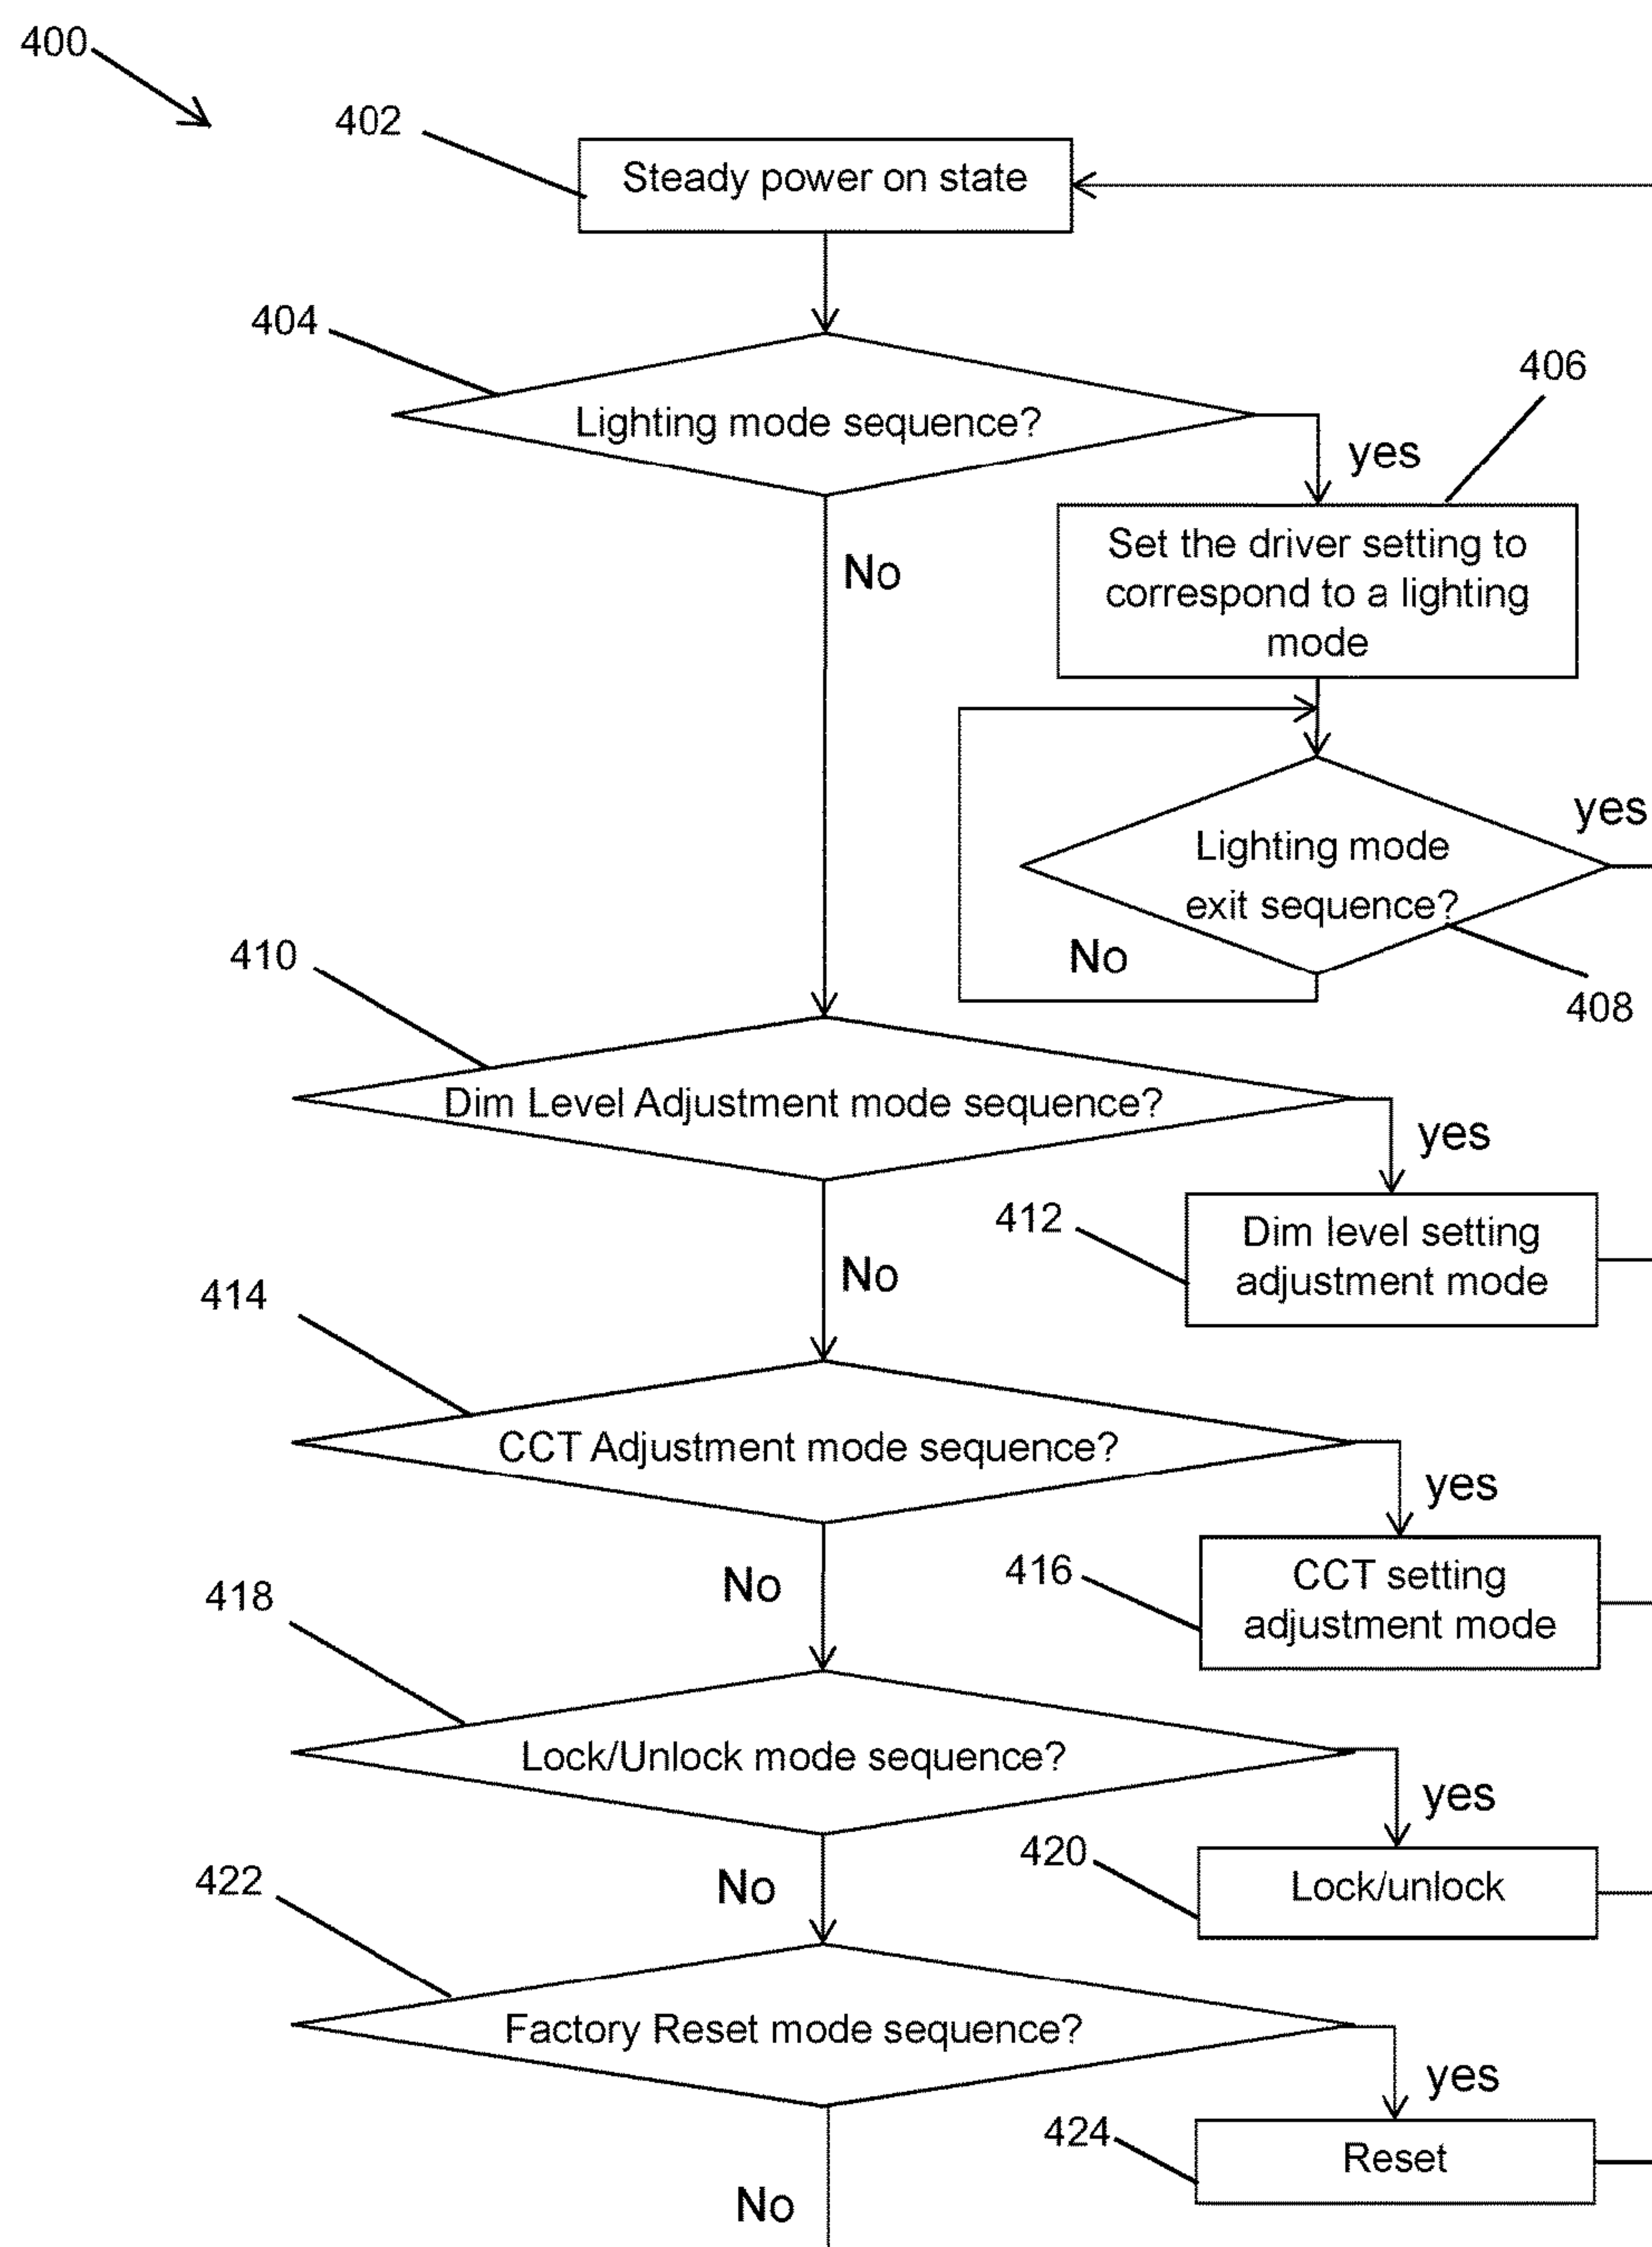 400
402
Steady power on state
404
Lighting mode sequence?
406
yes
Set the driver setting to
correspond to a lighting
mode
No
yes
Lighting mode
exit sequence?
No
408
410
Dim Level Adjustment mode sequence?
yes
412
Dim level setting
adjustment mode
No
414
CCT Adjustment mode sequence?
yes
416
CCT setting
adjustment mode
No
418
Lock/Unlock mode sequence?
yes
420
Lock/unlock
No
422
Factory Reset mode sequence?
yes
424
Reset
No